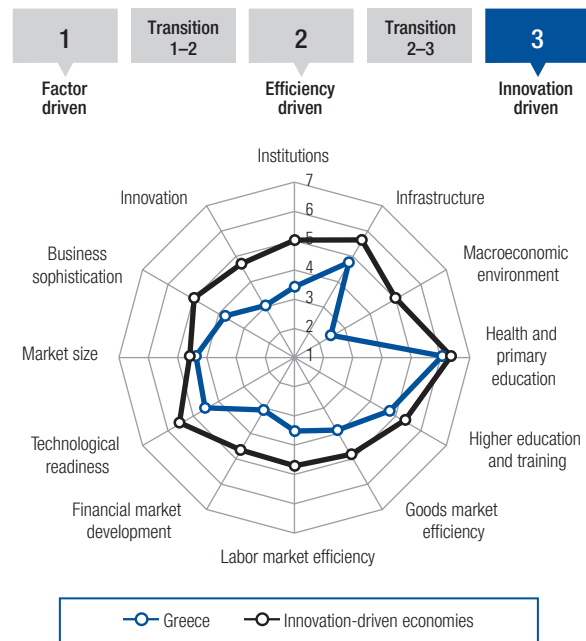 1
Transition
1–2
2
Transition
2–3
3
Factor
driven
Efficiency
driven
Innovation
driven
Institutions
7
6
5
4
3
2
1
Infrastructure
Macroeconomic
environment
Health and
primary
education
Higher education
and training
Goods market
efficiency
Labor market efficiency
Financial market
development
Technological
readiness
Market size
Business
sophistication
Innovation
Greece
Innovation-driven economies